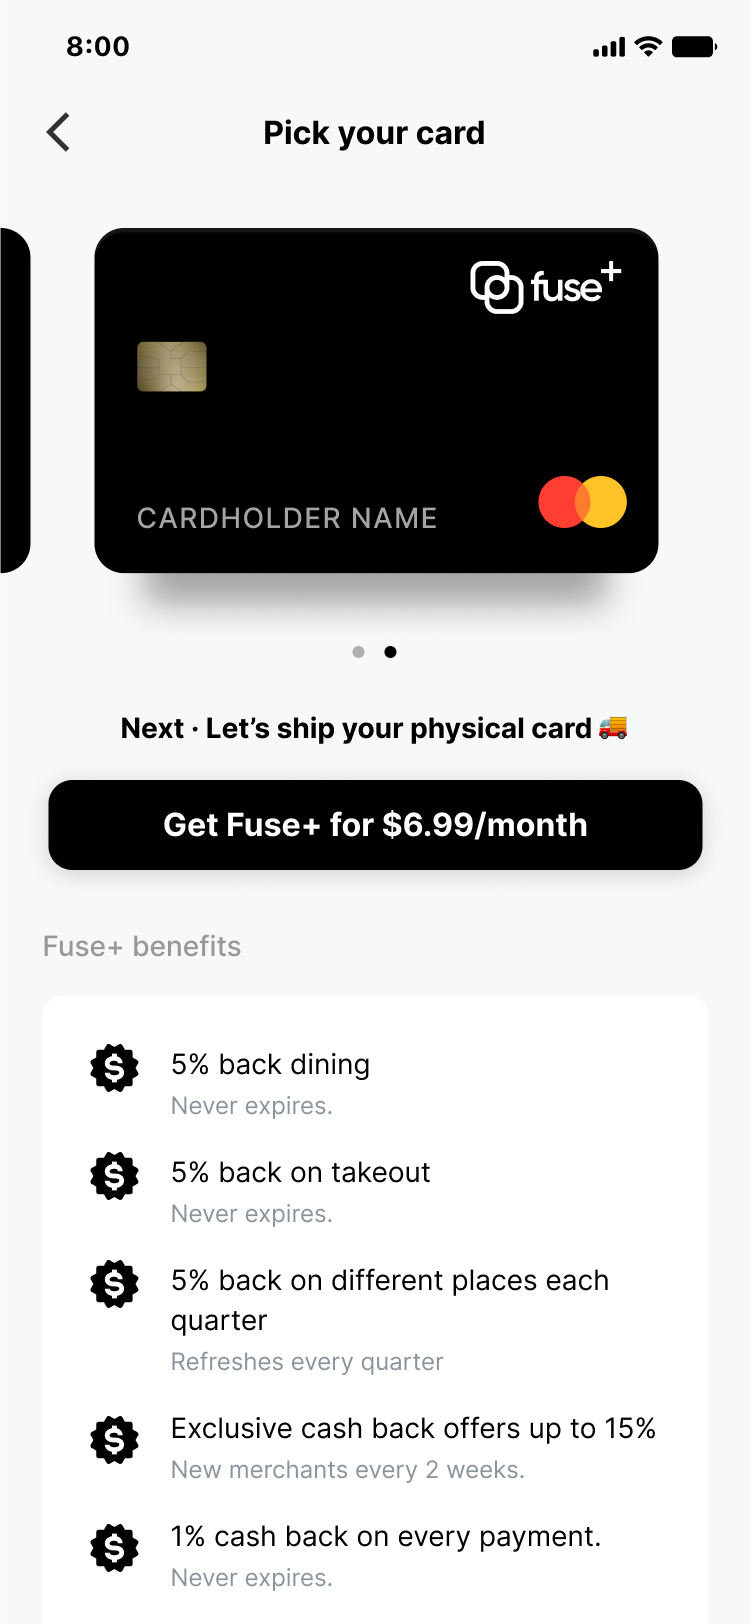 8:00
Pick your card
fuse+
CARDHOLDER NAME
Next · Let’s ship your physical card 🚚
Get Fuse+ for $6.99/month
Fuse+ benefits
5% back dining
Never expires.
5% back on takeout
Never expires.
5% back on different places each
quarter
Refreshes every quarter
Exclusive cash back offers up to 15%
New merchants every 2 weeks.
1% cash back on every payment.
Never expires.